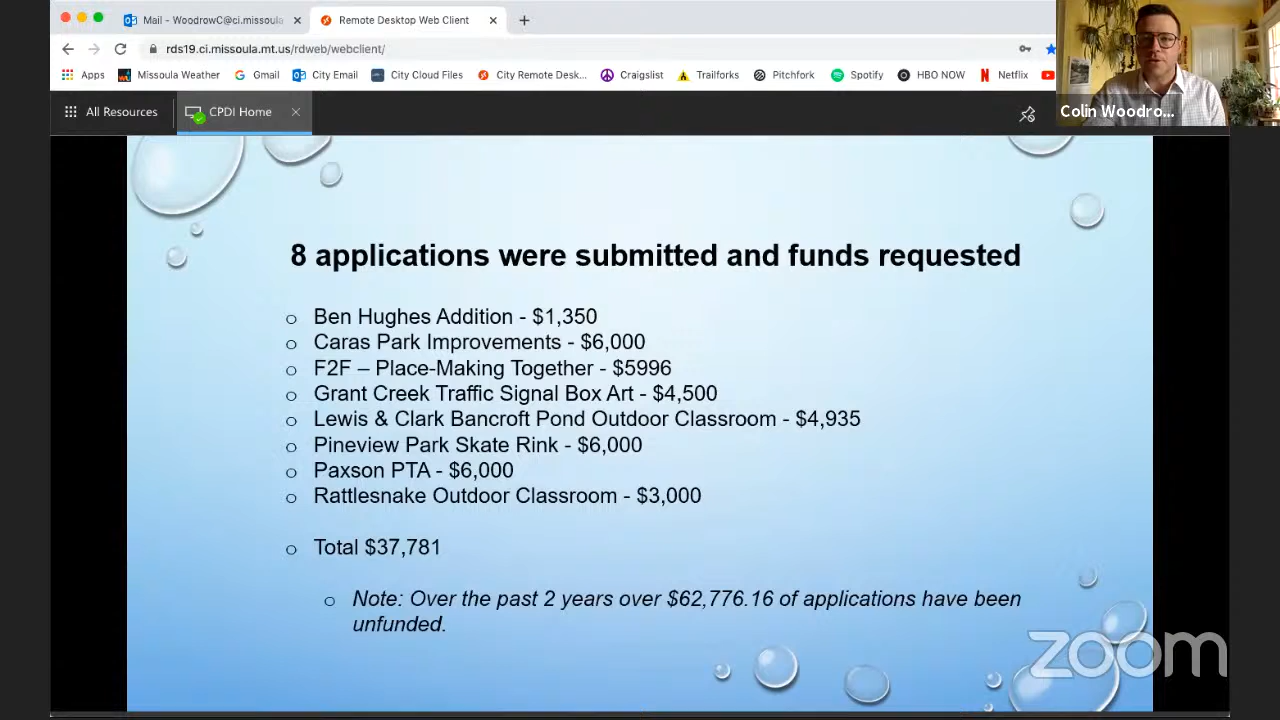 Mail - WoodrowC@ci.missoula
Remote Desktop Web Client
rds19.ci.missoula.mt.us/rdweb/webclient/
Apps
Missoula Weather
Gmail
City Email
City Cloud Files
City Remote Desk...
Craigslist
Trailforks
Pitchfork
Spotify
HBO NOW
Netflix
All Resources
CPDI Home
Colin Woodro...
8 applications were submitted and funds requested
Ben Hughes Addition - $1,350
Caras Park Improvements - $6,000
F2F – Place-Making Together - $5996
Grant Creek Traffic Signal Box Art - $4,500
Lewis & Clark Bancroft Pond Outdoor Classroom - $4,935
Pineview Park Skate Rink - $6,000
Paxson PTA - $6,000
Rattlesnake Outdoor Classroom - $3,000
Total $37,781
Note: Over the past 2 years over $62,776.16 of applications have been
unfunded.
zoom